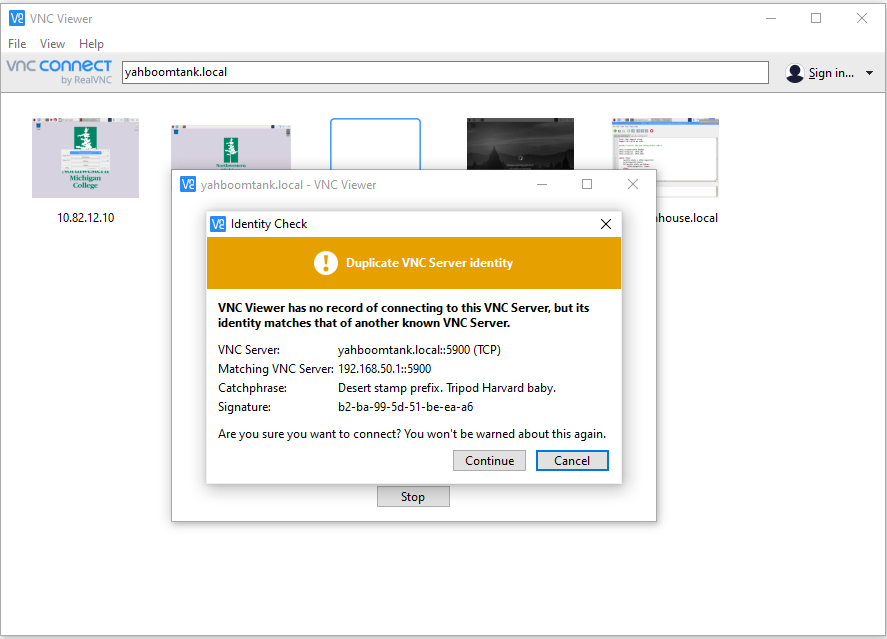 VNC Viewer
File View Help
VNC CONNECT
by RealVNC
yahboomtank.local
Sign in...
Northwestern
Michigan
College
10.82.12.10
house.local
yahboomtank.local - VNC Viewer
Identity Check
Duplicate VNC Server identity
VNC Viewer has no record of connecting to this VNC Server, but its
identity matches that of another known VNC Server.
VNC Server: yahboomtank.local::5900 (TCP)
Matching VNC Server: 192.168.50.1::5900
Catchphrase: Desert stamp prefix. Tripod Harvard baby.
Signature: b2-ba-99-5d-51-be-ea-a6
Are you sure you want to connect? You won't be warned about this again.
Continue Cancel
Stop